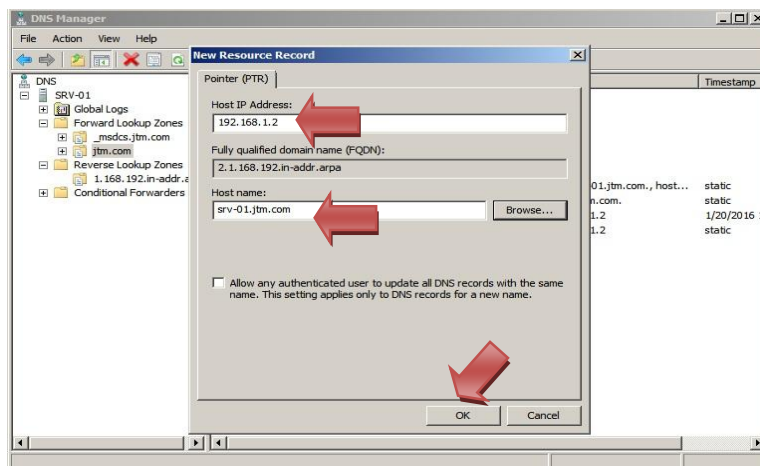 DNS Manager
File Action View Help
DNS
SRV-01
Global Logs
Forward Lookup Zones
_msdcs.jtm.com
jtm.com
Reverse Lookup Zones
1.168.192.in-addr.a
Conditional Forwarders
New Resource Record
Pointer (PTR)
Host IP Address:
192.168.1.2
Fully qualified domain name (FQDN):
2.1.168.192.in-addr.arpa
Host name:
srv-01.jtm.com
Browse...
Allow any authenticated user to update all DNS records with the same
name. This setting applies only to DNS records for a new name.
OK Cancel
Timestamp
01.jtm.com., host... static
n.com. static
1.2 1/20/2016 1
1.2 static